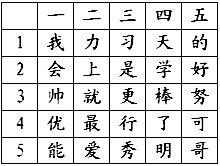 一 二 三 四 五
1 我 力 习 天 的
2 会 上 是 学 好
3 帅 就 更 棒 努
4 优 最 行 了 可
5 能 爱 秀 明 哥